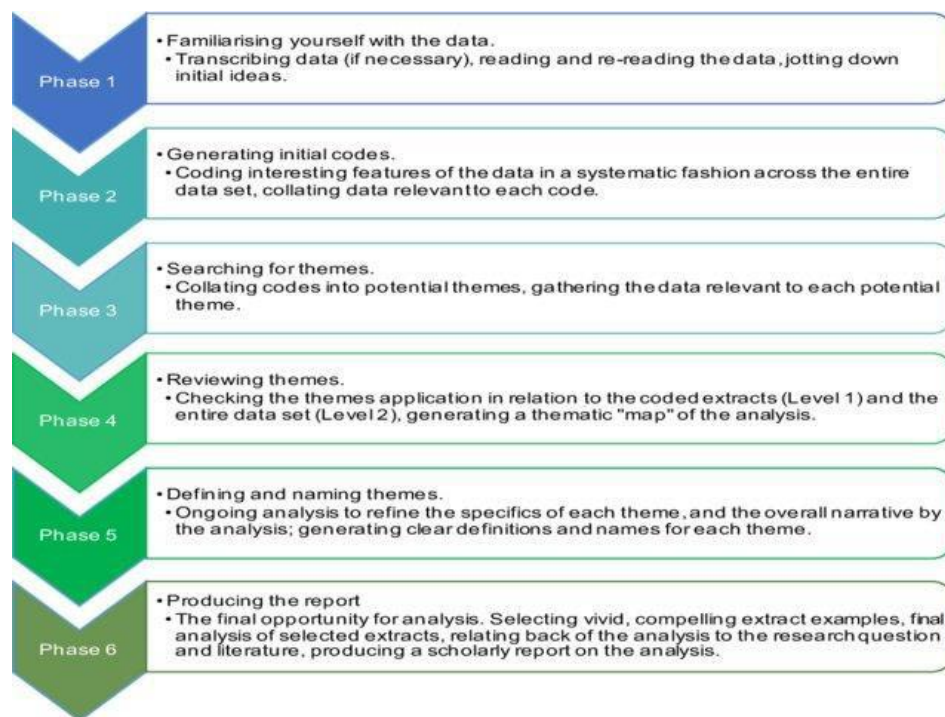 Phase 1
• Familiarising yourself with the data.
• Transcribing data (if necessary), reading and re-reading the data, jotting down
initial ideas.
Phase 2
• Generating initial codes.
• Coding interesting features of the data in a systematic fashion across the entire
data set, collating data relevant to each code.
Phase 3
• Searching for themes.
• Collating codes into potential themes, gathering the data relevant to each potential
theme.
Phase 4
• Reviewing themes.
• Checking the themes application in relation to the coded extracts (Level 1) and the
entire data set (Level 2), generating a thematic "map" of the analysis.
Phase 5
• Defining and naming themes.
• Ongoing analysis to refine the specifics of each theme, and the overall narrative by
the analysis; generating clear definitions and names for each theme.
Phase 6
• Producing the report
• The final opportunity for analysis. Selecting vivid, compelling extract examples, final
analysis of selected extracts, relating back of the analysis to the research question
and literature, producing a scholarly report on the analysis.